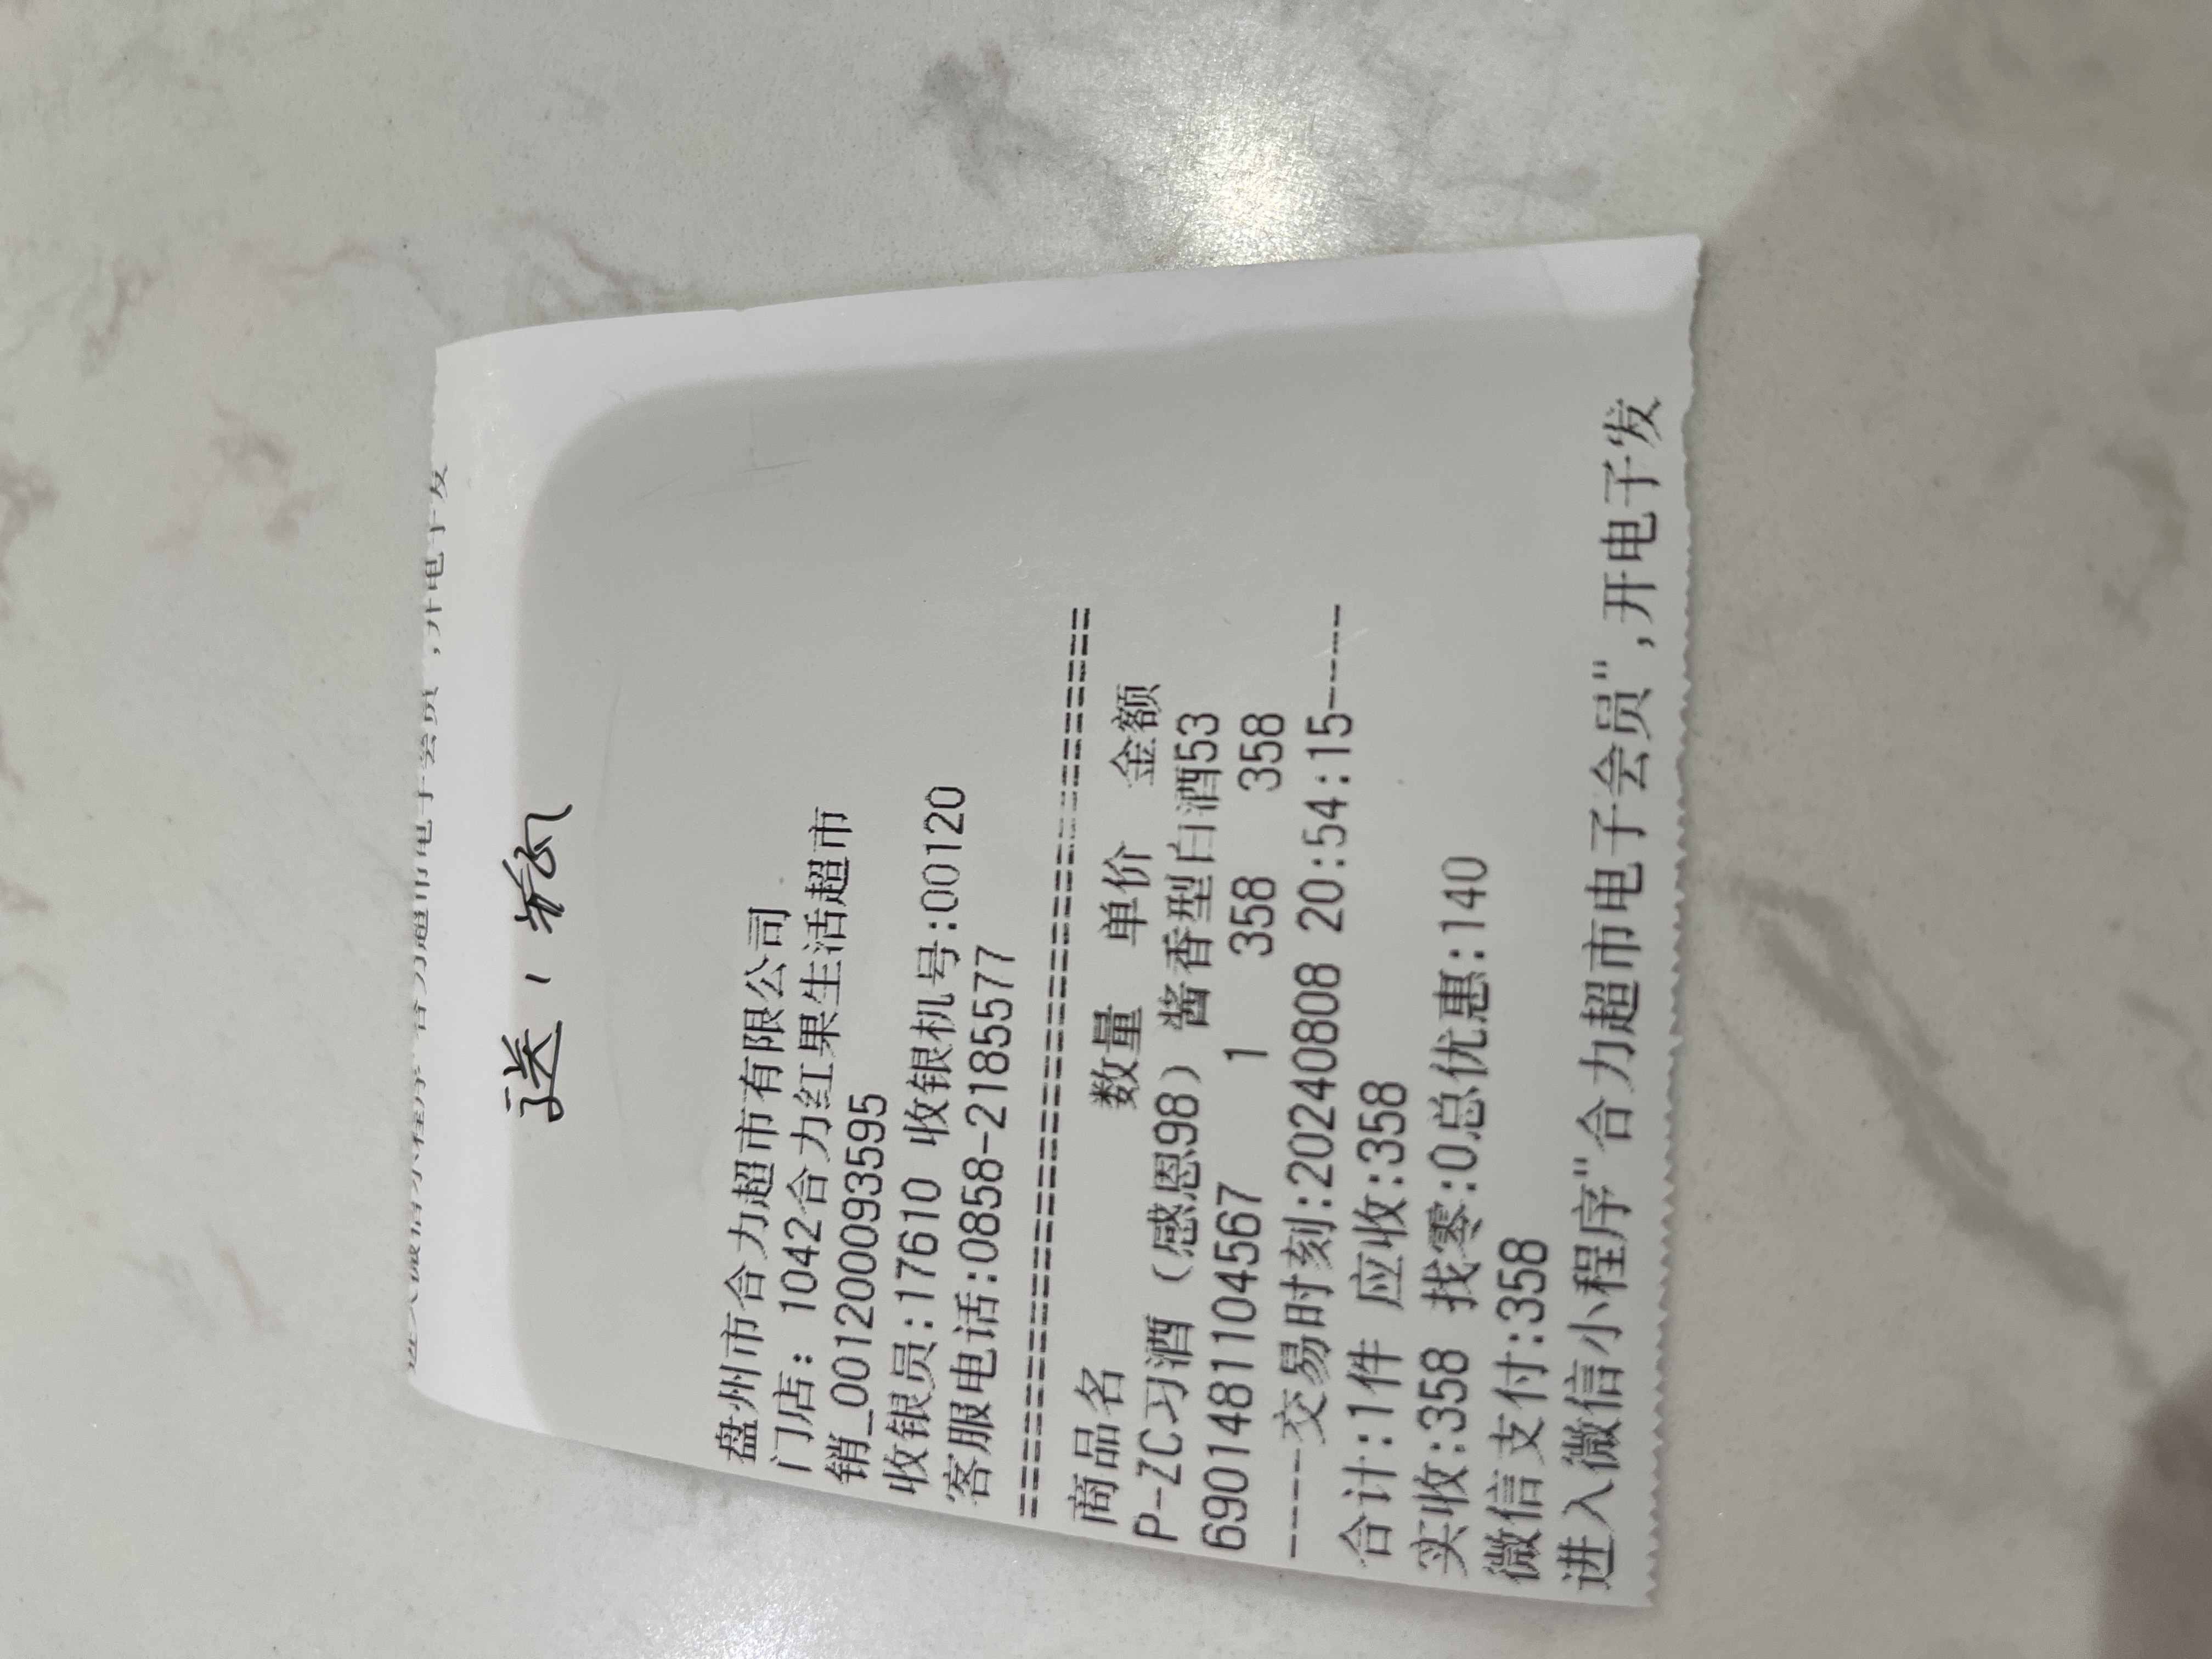 送1瓶
盘州市合力超市有限公司
门店: 1042合力红果生活超市
销_00120000093595
收银员:17610 收银机号:00120
客服电话:0858-2185577
商品名 数量 单价 金额
P-ZC习酒（感恩98）酱香型白酒53
6901481104567 1 358 358
-----交易时刻:20240808 20:54:15-----
合计:1件 应收:358
实收:358 找零:0总优惠:140
微信支付:358
进入微信小程序"合力超市电子会员",开电子发